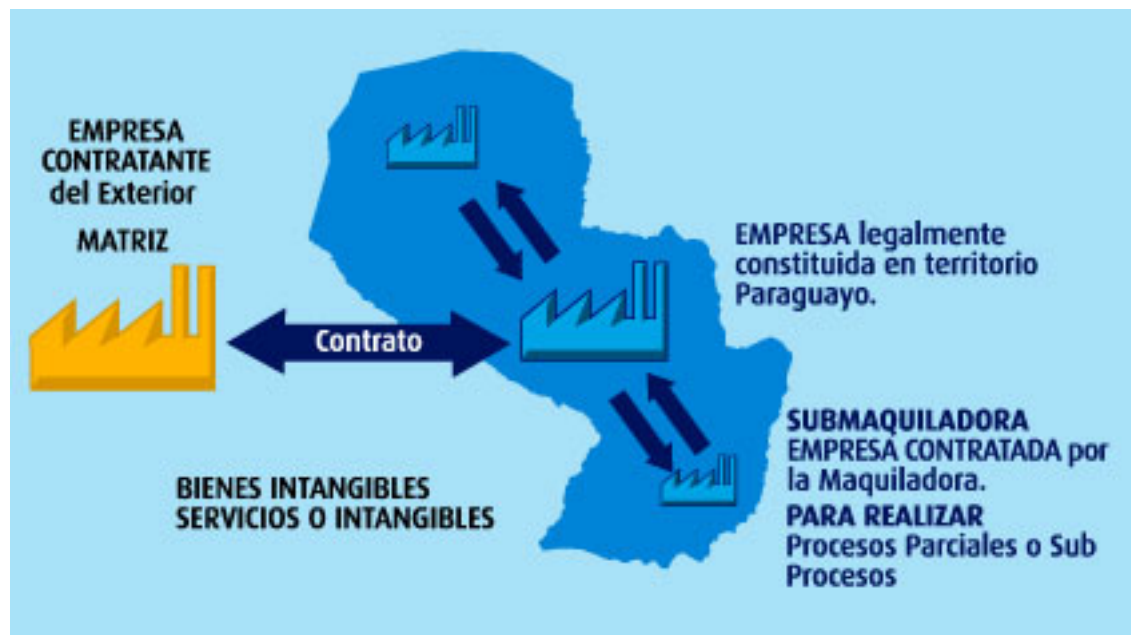 EMPRESA
CONTRATANTE
del Exterior
MATRIZ
Contrato
EMPRESA legalmente
constituida en territorio
Paraguayo.
BIENES INTANGIBLES
SERVICIOS O INTANGIBLES
SUBMAQUILADORA
EMPRESA CONTRATADA por
la Maquiladora.
PARA REALIZAR
Procesos Parciales o Sub
Procesos